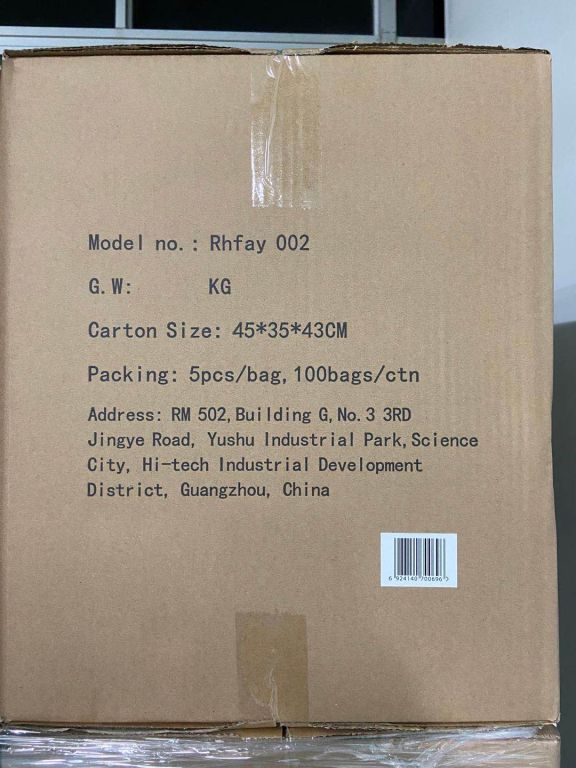 Model no.: Rhfay 002
G.W: KG
Carton Size: 45*35*43CM
Packing: 5pcs/bag,100bags/ctn
Address: RM 502,Building G,No.3 3RD
Jingye Road, Yushu Industrial Park,Science
City, Hi-tech Industrial Development
District, Guangzhou, China
6 924140 700696 >